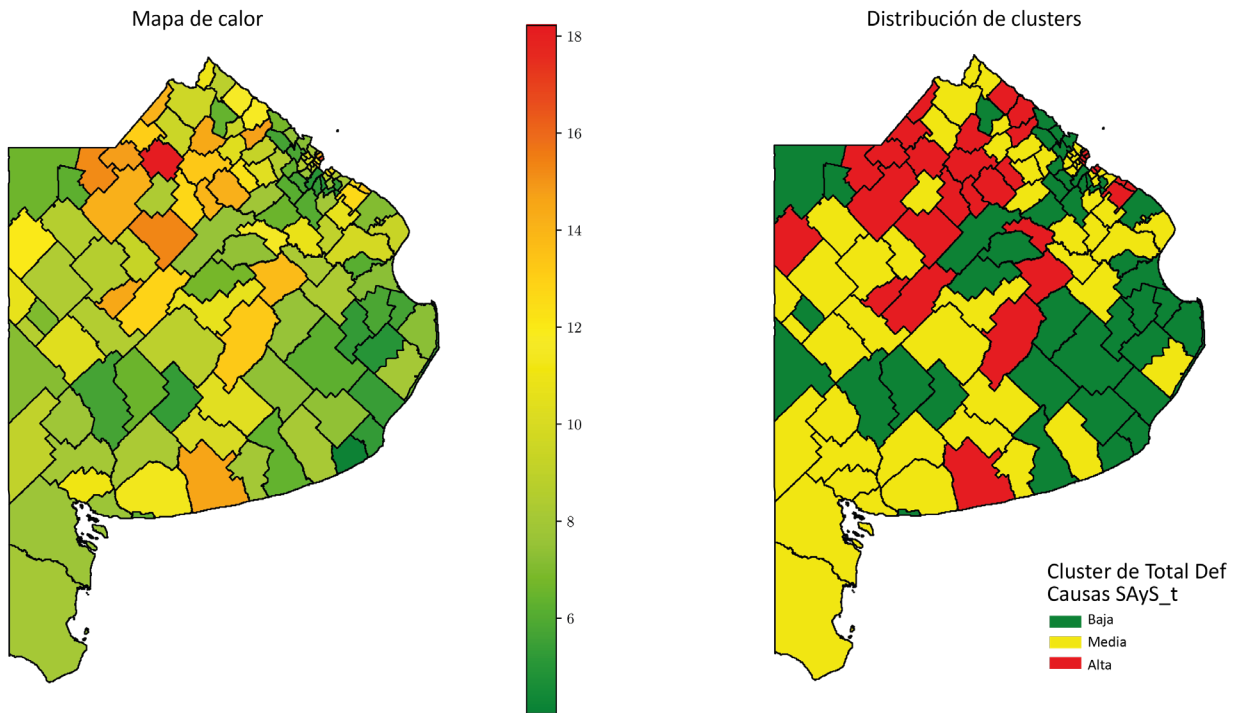 Mapa de calor
Distribución de clusters
18
16
14
12
10
8
6
Cluster de Total Def
Causas SAyS_t
Baja
Media
Alta